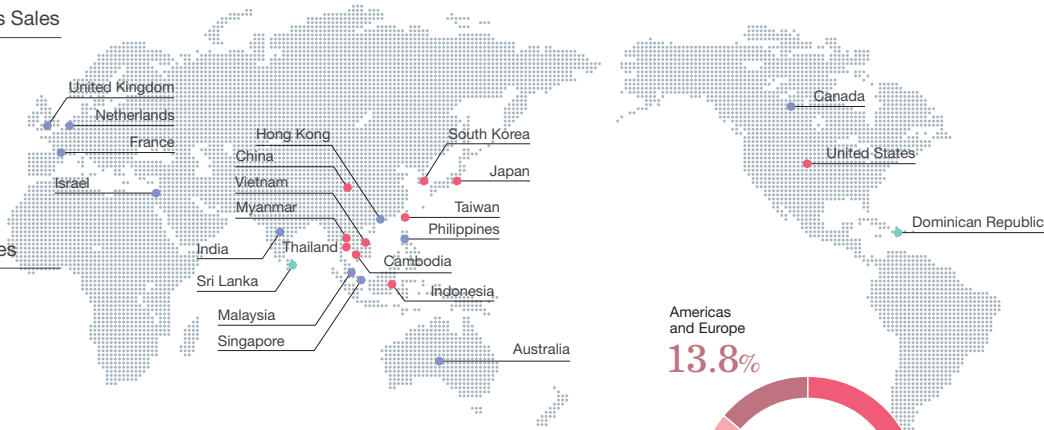 s Sales
United Kingdom
Netherlands
France
Israel
Hong Kong
China
Vietnam
Myanmar
India
Thailand
Sri Lanka
Malaysia
Singapore
South Korea
Japan
Taiwan
Philippines
Cambodia
Indonesia
Australia
es
Canada
United States
Dominican Republic
Americas
and Europe
13.8%